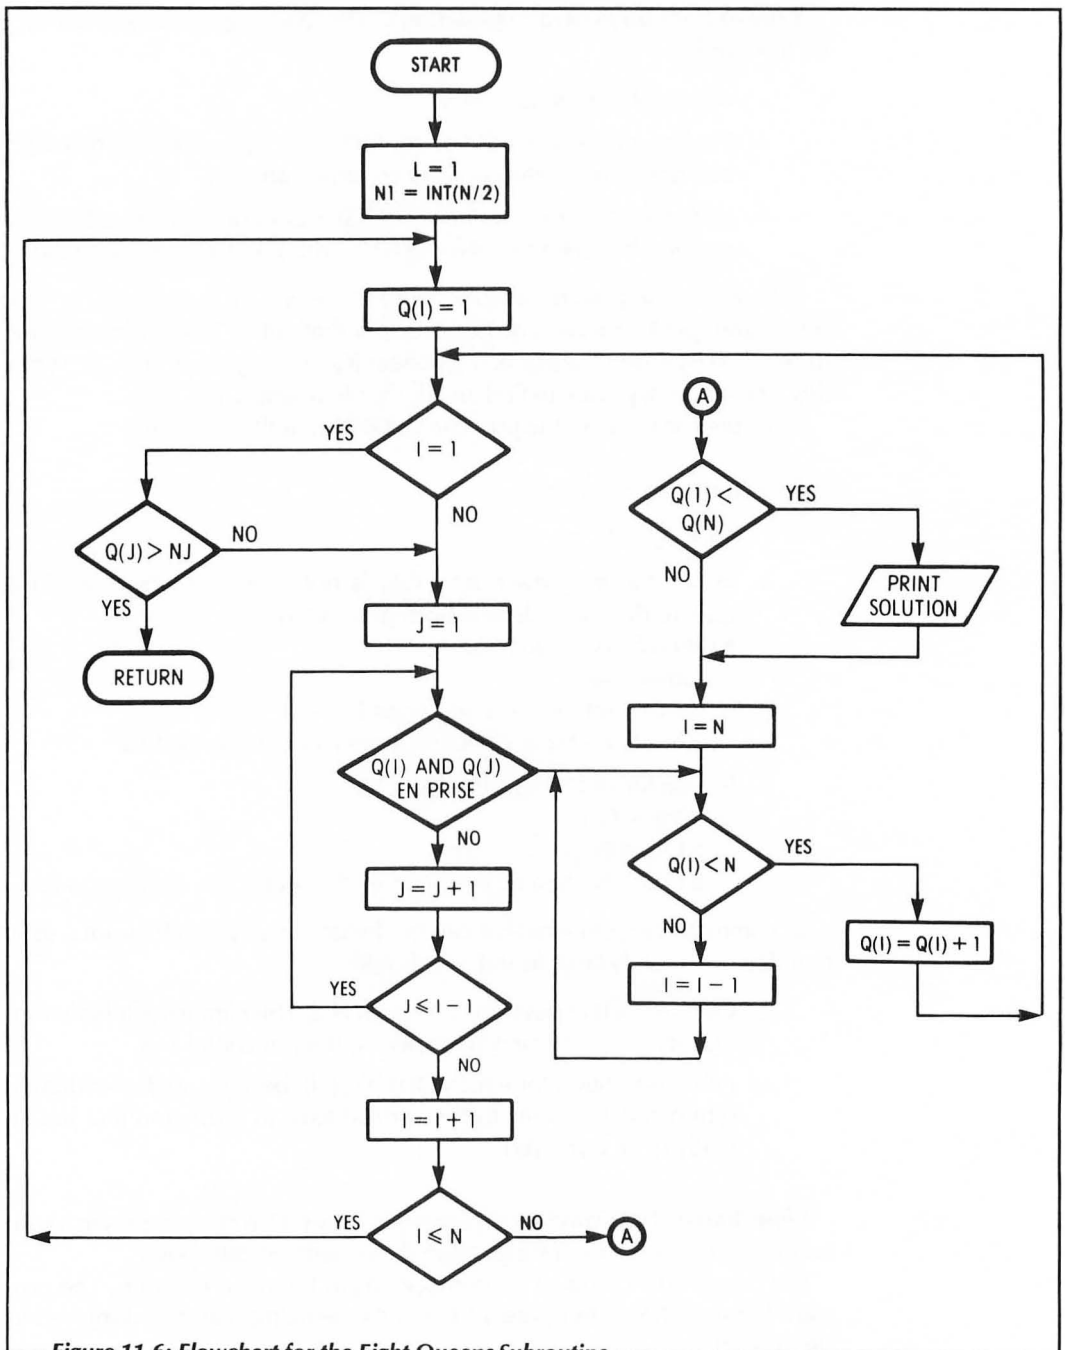 START
L = 1
N1 = INT(N/2)
Q(I) = 1
I = 1
YES
NO
Q(J) > NJ
NO
YES
RETURN
J = 1
Q(I) AND Q(J)
EN PRISE
NO
J = J + 1
J ≤ I - 1
YES
NO
I = I + 1
I ≤ N
YES
NO
A
A
Q(1) <
Q(N)
YES
NO
PRINT
SOLUTION
I = N
Q(I) < N
YES
NO
Q(I) = Q(I) + 1
I = I - 1
Figure 11.6: Flowchart for the Eight Queens Subroutine